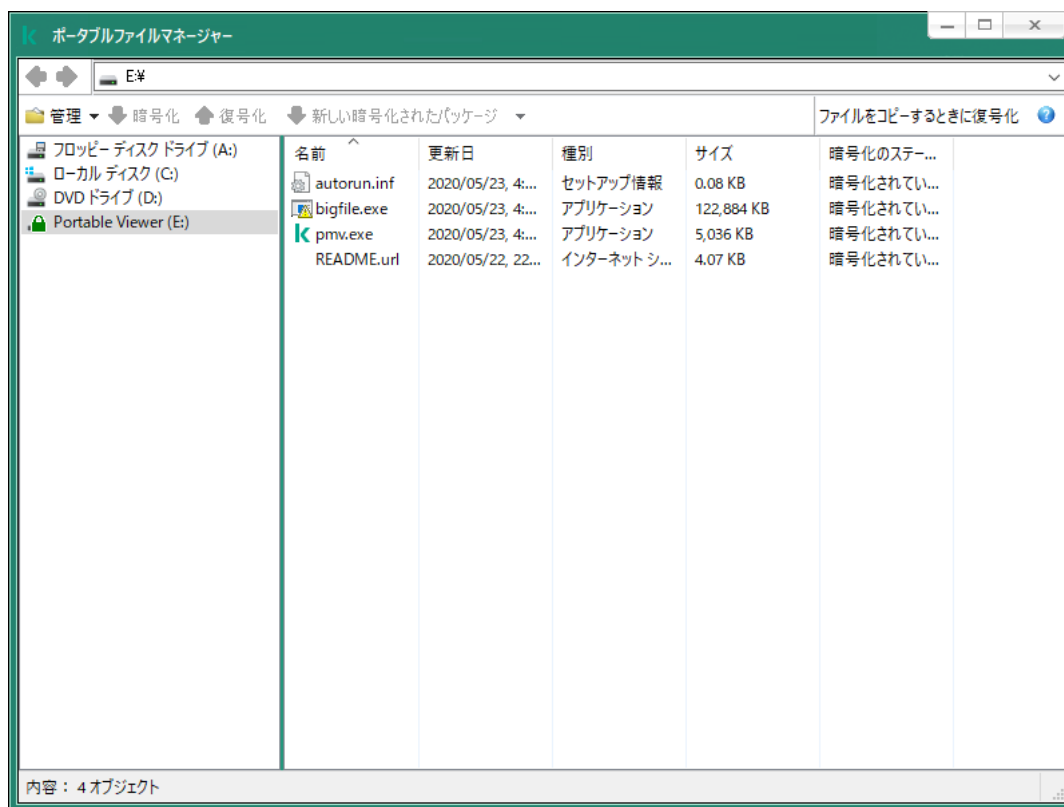 ポータブルファイルマネージャー
E:¥
管理 暗号化 復号化 新しい暗号化されたパッケージ ファイルをコピーするときに復号化
フロッピー ディスク ドライブ (A:)
ローカル ディスク (C:)
DVD ドライブ (D:)
Portable Viewer (E:)
名前 更新日 種別 サイズ 暗号化のステー...
autorun.inf 2020/05/23, 4:... セットアップ情報 0.08 KB 暗号化されてい...
bigfile.exe 2020/05/23, 4:... アプリケーション 122,884 KB 暗号化されてい...
pmv.exe 2020/05/23, 4:... アプリケーション 5,036 KB 暗号化されてい...
README.url 2020/05/22, 22... インターネット シ... 4.07 KB 暗号化されてい...
内容： 4 オブジェクト